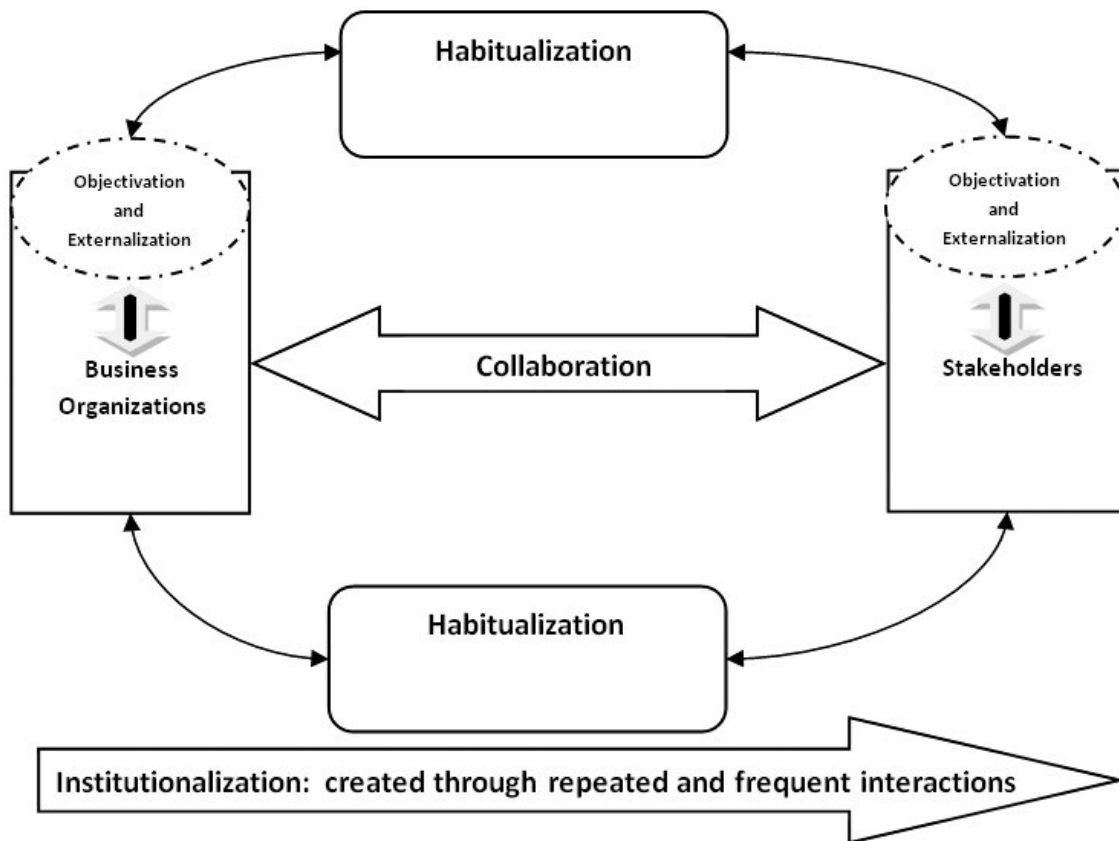 Habitualization
Objectivation
and
Externalization
Objectivation
and
Externalization
Business
Organizations
Collaboration
Stakeholders
Habitualization
Institutionalization: created through repeated and frequent interactions